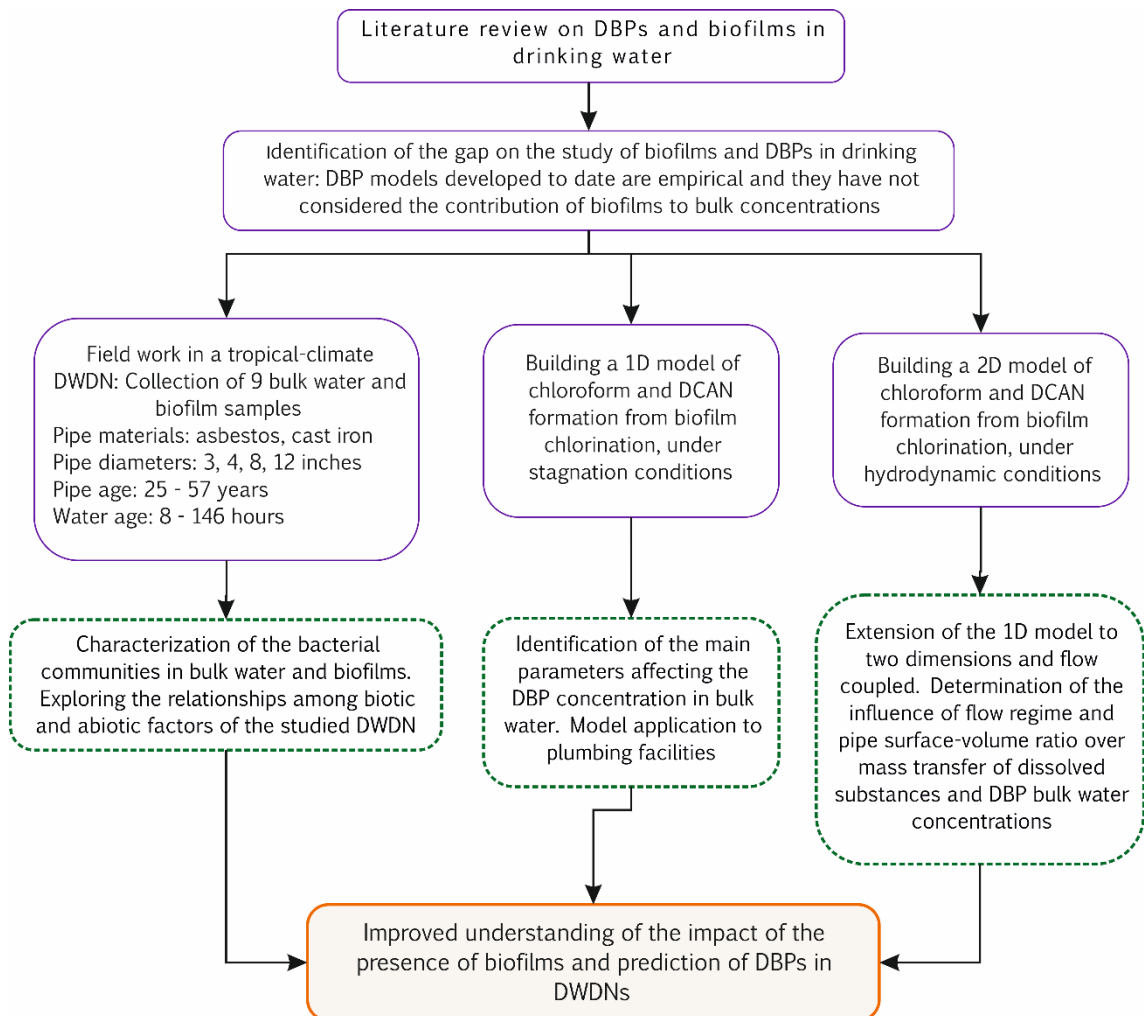 Literature review on DBPs and biofilms in
drinking water
Identification of the gap on the study of biofilms and DBPs in drinking
water: DBP models developed to date are empirical and they have not
considered the contribution of biofilms to bulk concentrations
Field work in a tropical-climate
DWDN: Collection of 9 bulk water and
biofilm samples
Pipe materials: asbestos, cast iron
Pipe diameters: 3, 4, 8, 12 inches
Pipe age: 25 - 57 years
Water age: 8 - 146 hours
Building a 1D model of
chloroform and DCAN
formation from biofilm
chlorination, under
stagnation conditions
Building a 2D model of
chloroform and DCAN
formation from biofilm
chlorination, under
hydrodynamic conditions
Characterization of the bacterial
communities in bulk water and biofilms.
Exploring the relationships among biotic
and abiotic factors of the studied DWDN
Identification of the main
parameters affecting the
DBP concentration in bulk
water. Model application to
plumbing facilities
Extension of the 1D model to
two dimensions and flow
coupled. Determination of the
influence of flow regime and
pipe surface-volume ratio over
mass transfer of dissolved
substances and DBP bulk water
concentrations
Improved understanding of the impact of the
presence of biofilms and prediction of DBPs in
DWDNs